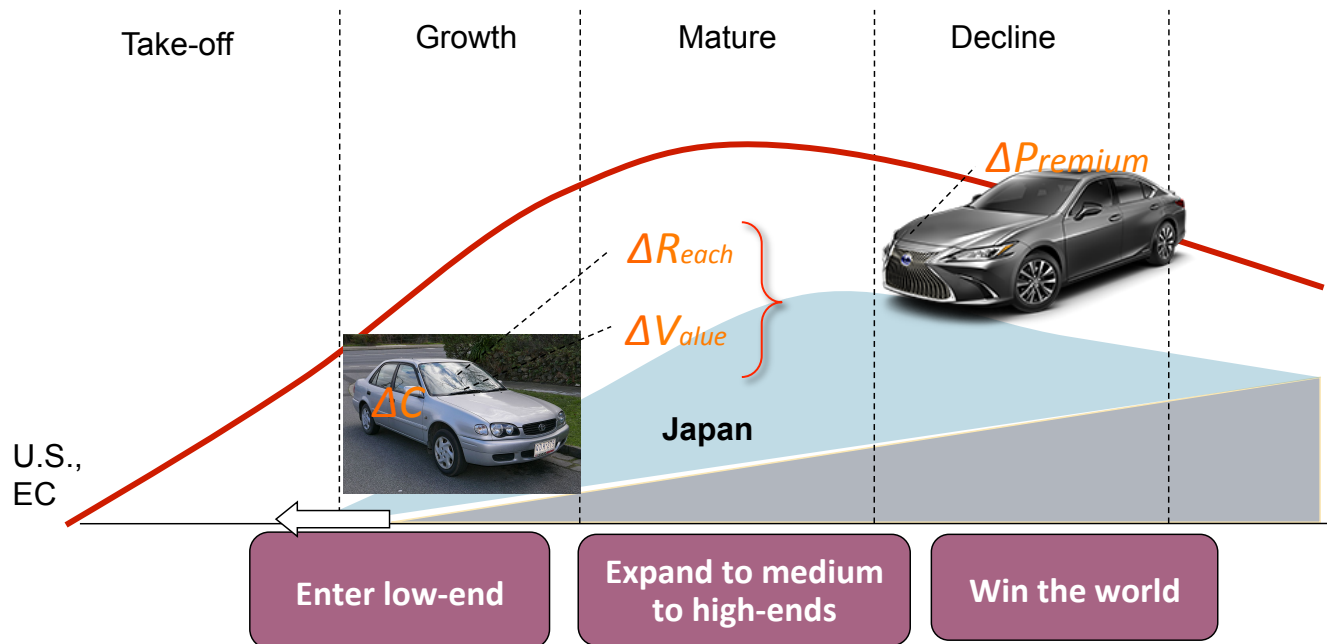 Take-off
Growth
Mature
Decline
ΔPremium
ΔReach
ΔValue
ΔC
Japan
U.S.,
EC
Enter low-end
Expand to medium
to high-ends
Win the world